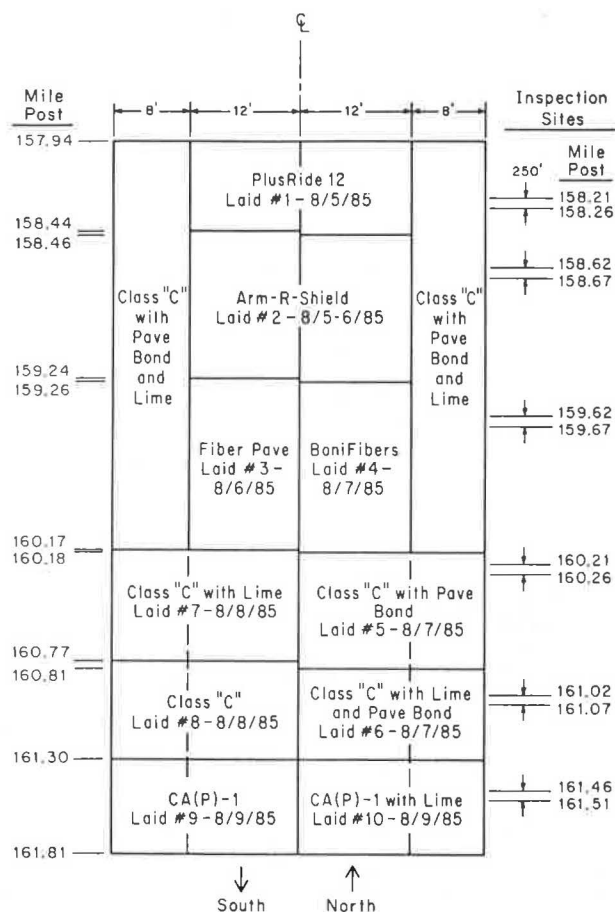 ℄
Mile
Post
8' 12' 12' 8'
Inspection
Sites
Mile
Post
250'
157.94
PlusRide 12
Laid #1-8/5/85
158.21
158.26
158.44
158.46
158.62
158.67
Class "C"
with
Pave
Bond
and
Lime
Arm-R-Shield
Laid #2-8/5-6/85
Class "C"
with
Pave
Bond
and
Lime
159.24
159.26
159.62
159.67
Fiber Pave
Laid #3-
8/6/85
BoniFibers
Laid #4-
8/7/85
160.17
160.18
160.21
160.26
Class "C" with Lime
Laid #7-8/8/85
Class "C" with Pave
Bond
Laid #5-8/7/85
160.77
160.81
Class "C"
Laid #8-8/8/85
Class "C" with Lime
and Pave Bond
Laid #6-8/7/85
161.02
161.07
161.30
CA(P)-1
Laid #9-8/9/85
CA(P)-1 with Lime
Laid #10-8/9/85
161.46
161.51
161.81
South
North